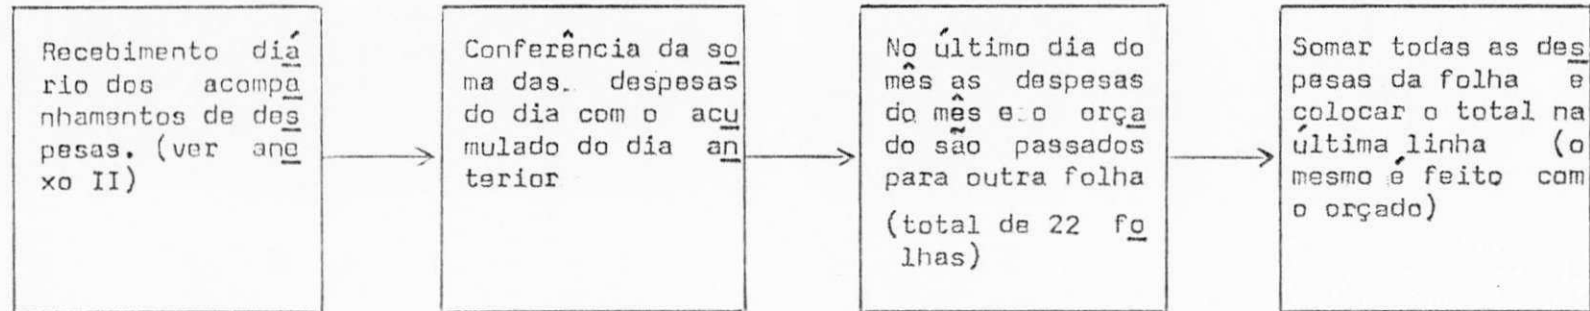 Recebimento diá
rio dos acompa
nhamentos de des
pesas. (ver ane
xo II)
Conferência da so
ma das. despesas
do dia com o acu
mulado do dia an
terior
No último dia do
mês as despesas
do mês e o orça
do são passados
para outra folha
(total de 22 fo
lhas)
Somar todas as des
pesas da folha e
colocar o total na
última linha (o
mesmo é feito com
o orçado)